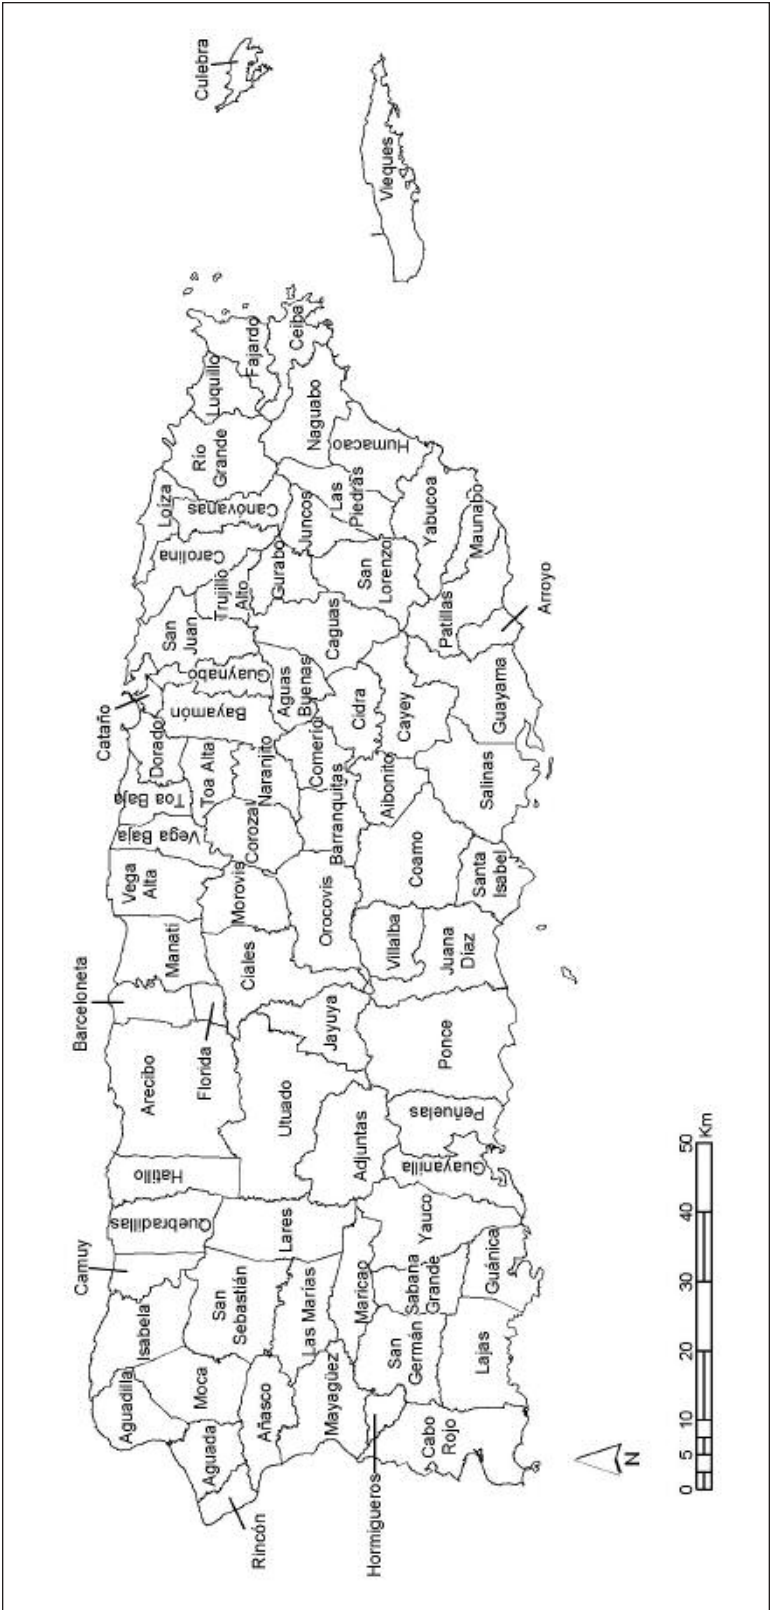 Camuy
Barceloneta
Cataño
Culebra
Aguadilla
Isabela
Quebradillas
Hatillo
Arecibo
Manatí
Vega
Alta
Vega Baja
Toa Baja
Dorado
San
Juan
Carolina
Loíza
Río
Grande
Luquillo
Fajardo
Rincón
Aguada
Moca
San
Sebastián
Florida
Ciales
Morovis
Corozal
Toa Alta
Naranjito
Bayamón
Guaynabo
Trujillo
Alto
Canóvanas
Ceiba
Añasco
Las Marías
Lares
Utuado
Jayuya
Orocovis
Barranquitas
Comerío
Aguas
Buenas
Caguas
Gurabo
Juncos
Las
Piedras
Naguabo
Humacao
Vieques
Mayagüez
Maricao
Adjuntas
Villalba
Coamo
Aibonito
Cidra
Cayey
San
Lorenzo
Yabucoa
Hormigueros
Cabo
Rojo
San
Germán
Sabana
Grande
Yauco
Guayanilla
Peñuelas
Ponce
Juana
Díaz
Santa
Isabel
Salinas
Guayama
Patillas
Maunabo
Lajas
Guánica
Arroyo
N
0 5 10 20 30 40 50
Km